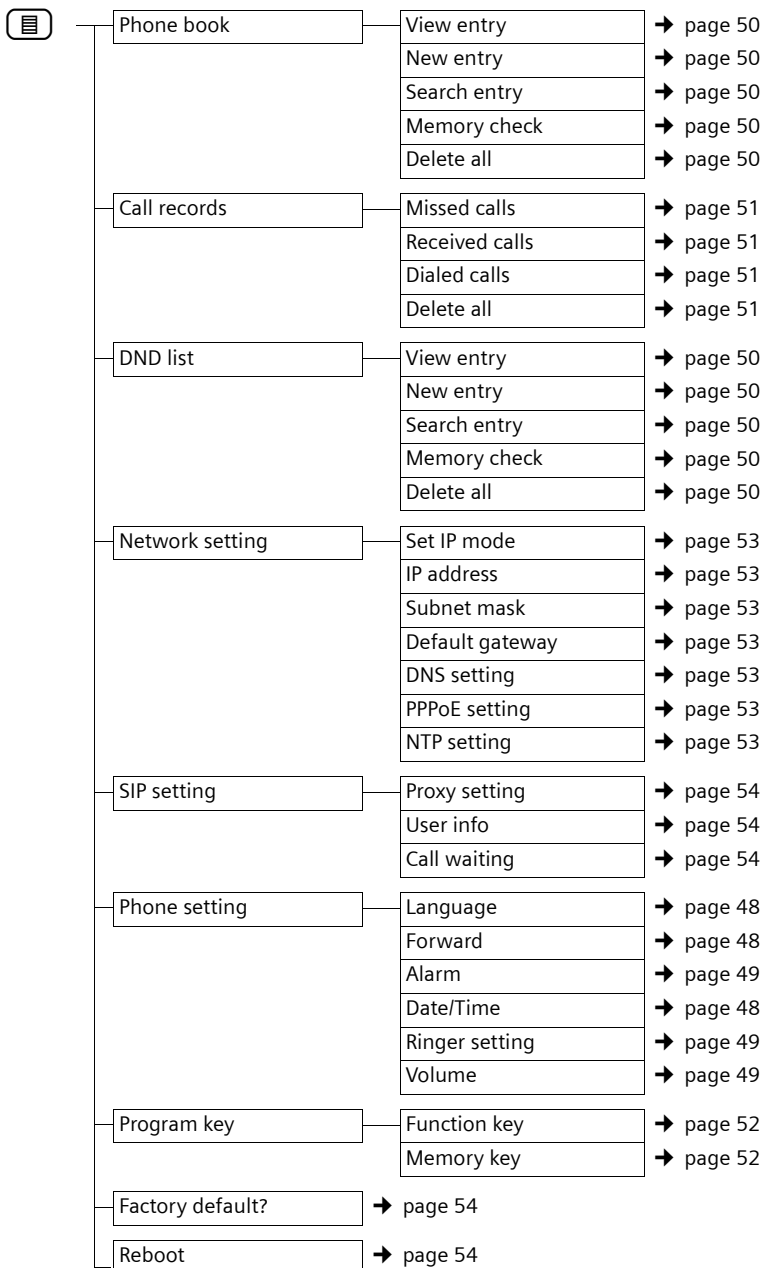 Phone book View entry → page 50
New entry → page 50
Search entry → page 50
Memory check → page 50
Delete all → page 50
Call records Missed calls → page 51
Received calls → page 51
Dialed calls → page 51
Delete all → page 51
DND list View entry → page 50
New entry → page 50
Search entry → page 50
Memory check → page 50
Delete all → page 50
Network setting Set IP mode → page 53
IP address → page 53
Subnet mask → page 53
Default gateway → page 53
DNS setting → page 53
PPPoE setting → page 53
NTP setting → page 53
SIP setting Proxy setting → page 54
User info → page 54
Call waiting → page 54
Phone setting Language → page 48
Forward → page 48
Alarm → page 49
Date/Time → page 48
Ringer setting → page 49
Volume → page 49
Program key Function key → page 52
Memory key → page 52
Factory default? → page 54
Reboot → page 54